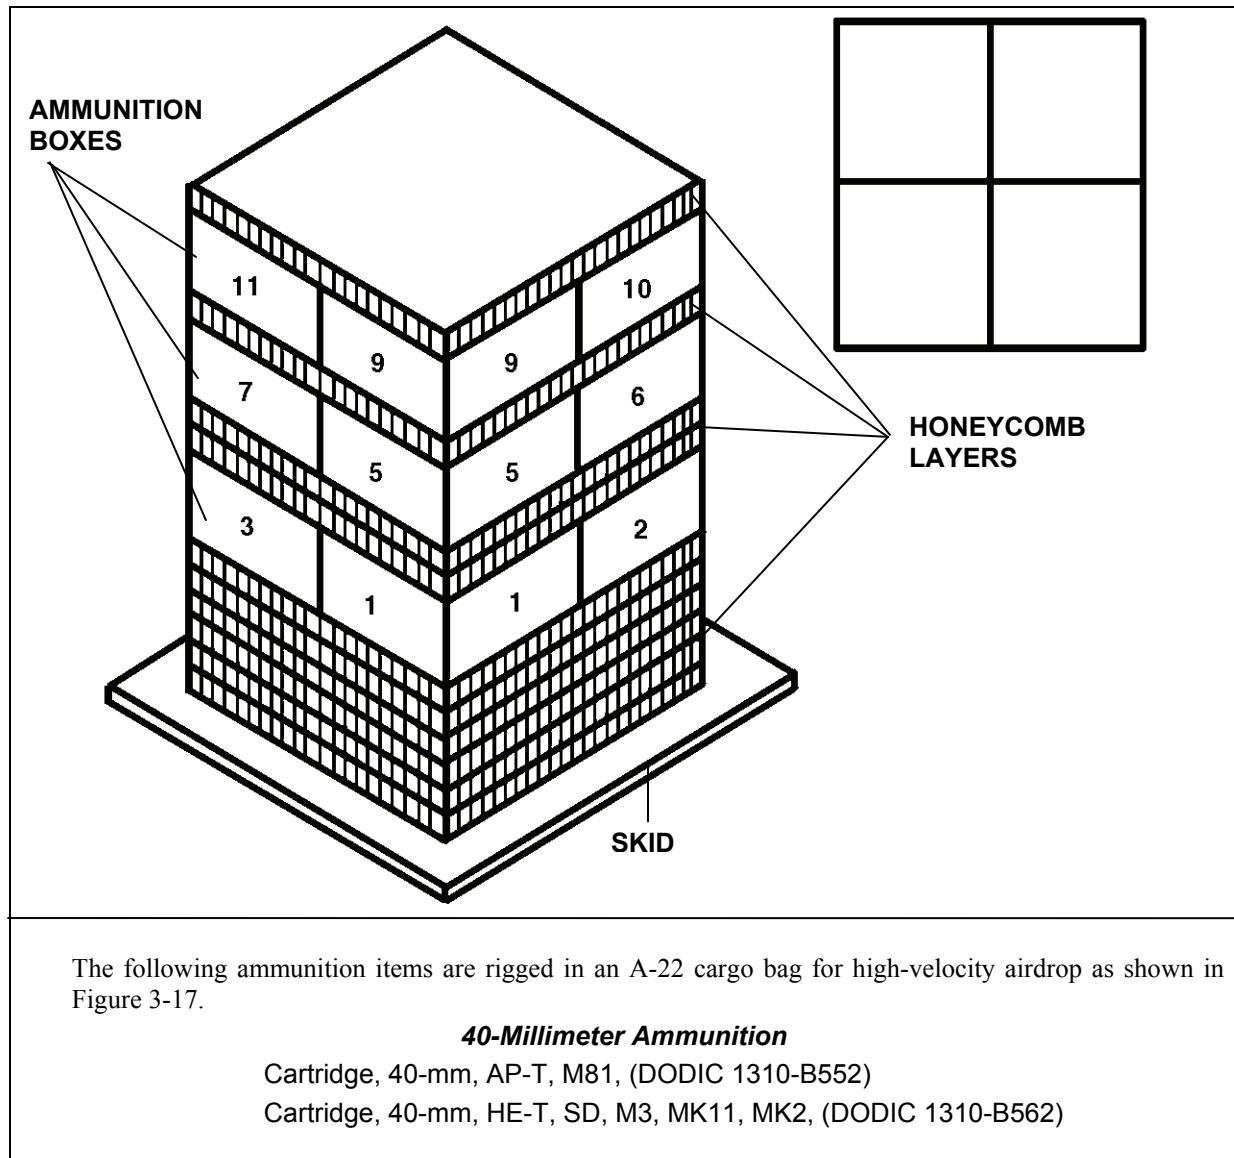 AMMUNITION
BOXES
11
10
9
9
7
6
5
5
3
2
1
1
HONEYCOMB
LAYERS
SKID
The following ammunition items are rigged in an A-22 cargo bag for high-velocity airdrop as shown in
Figure 3-17.
40-Millimeter Ammunition
Cartridge, 40-mm, AP-T, M81, (DODIC 1310-B552)
Cartridge, 40-mm, HE-T, SD, M3, MK11, MK2, (DODIC 1310-B562)